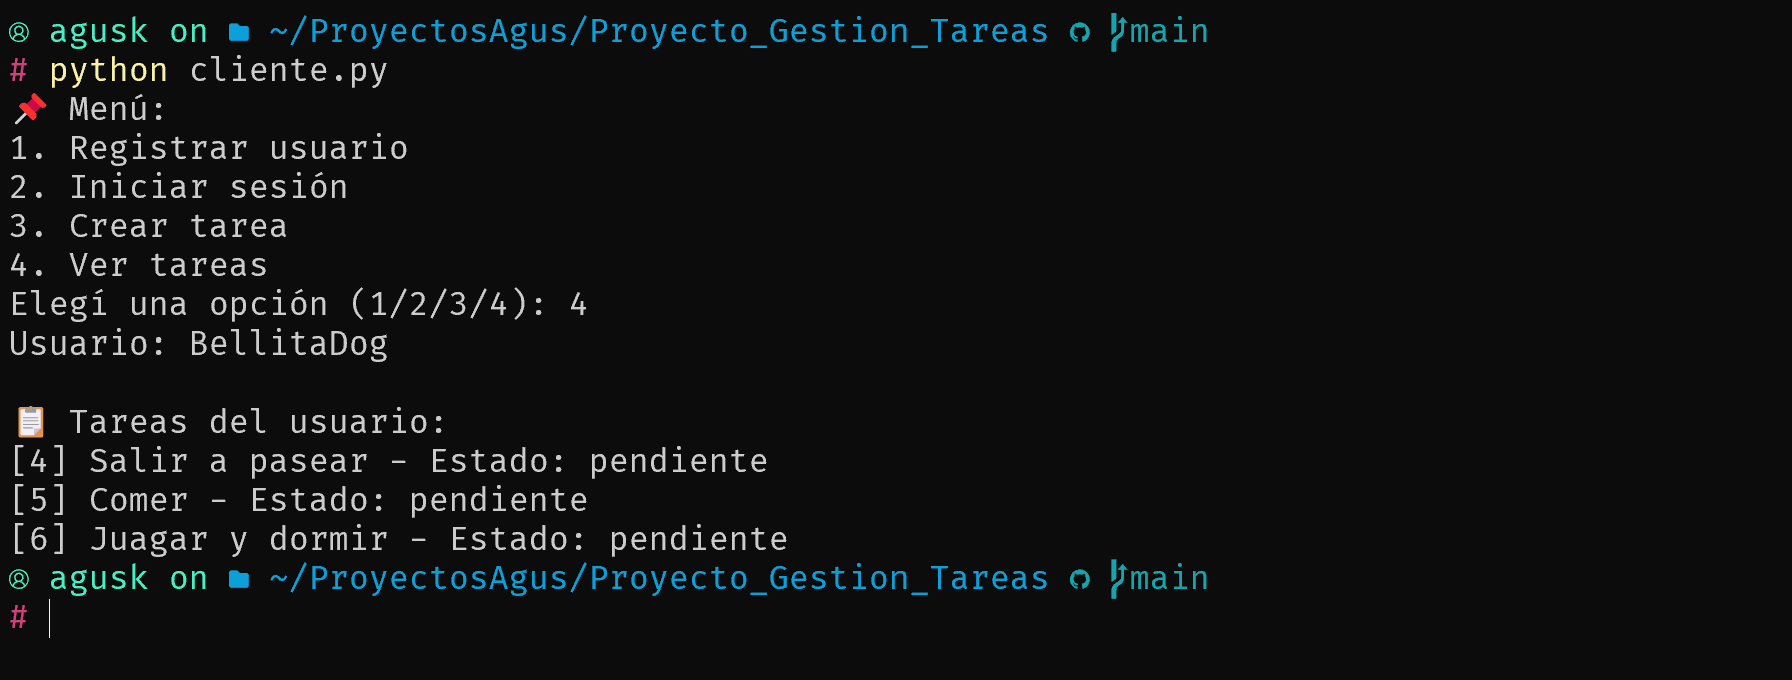 agusk on ~/ProyectosAgus/Proyecto_Gestion_Tareas main
# python cliente.py
📌 Menú:
1. Registrar usuario
2. Iniciar sesión
3. Crear tarea
4. Ver tareas
Elegí una opción (1/2/3/4): 4
Usuario: BellitaDog
📋 Tareas del usuario:
[4] Salir a pasear - Estado: pendiente
[5] Comer - Estado: pendiente
[6] Juagar y dormir - Estado: pendiente
agusk on ~/ProyectosAgus/Proyecto_Gestion_Tareas main
#